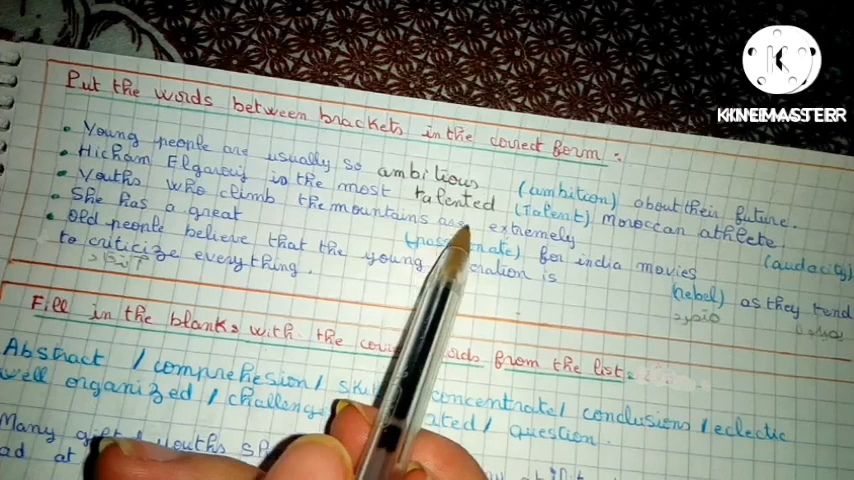 K
KINEMASTER
Put the words between brackets in the correct form :
• Young people are usually so ambitious (ambition) about their future.
• Hicham Elgarouj is the most talented (Talent) Moroccan athlete
• Youths who climb the mountains are extremely (audacity)
• She has a great (passionate) for india movies
• Old people believe that the young is (rebel) as they tend
to criticize everything.
Fill in the blanks with the words from the list:
Abstract / comprehesion / concentrate / conclusions / eclectic
well organized / question.
Many youths
ad at